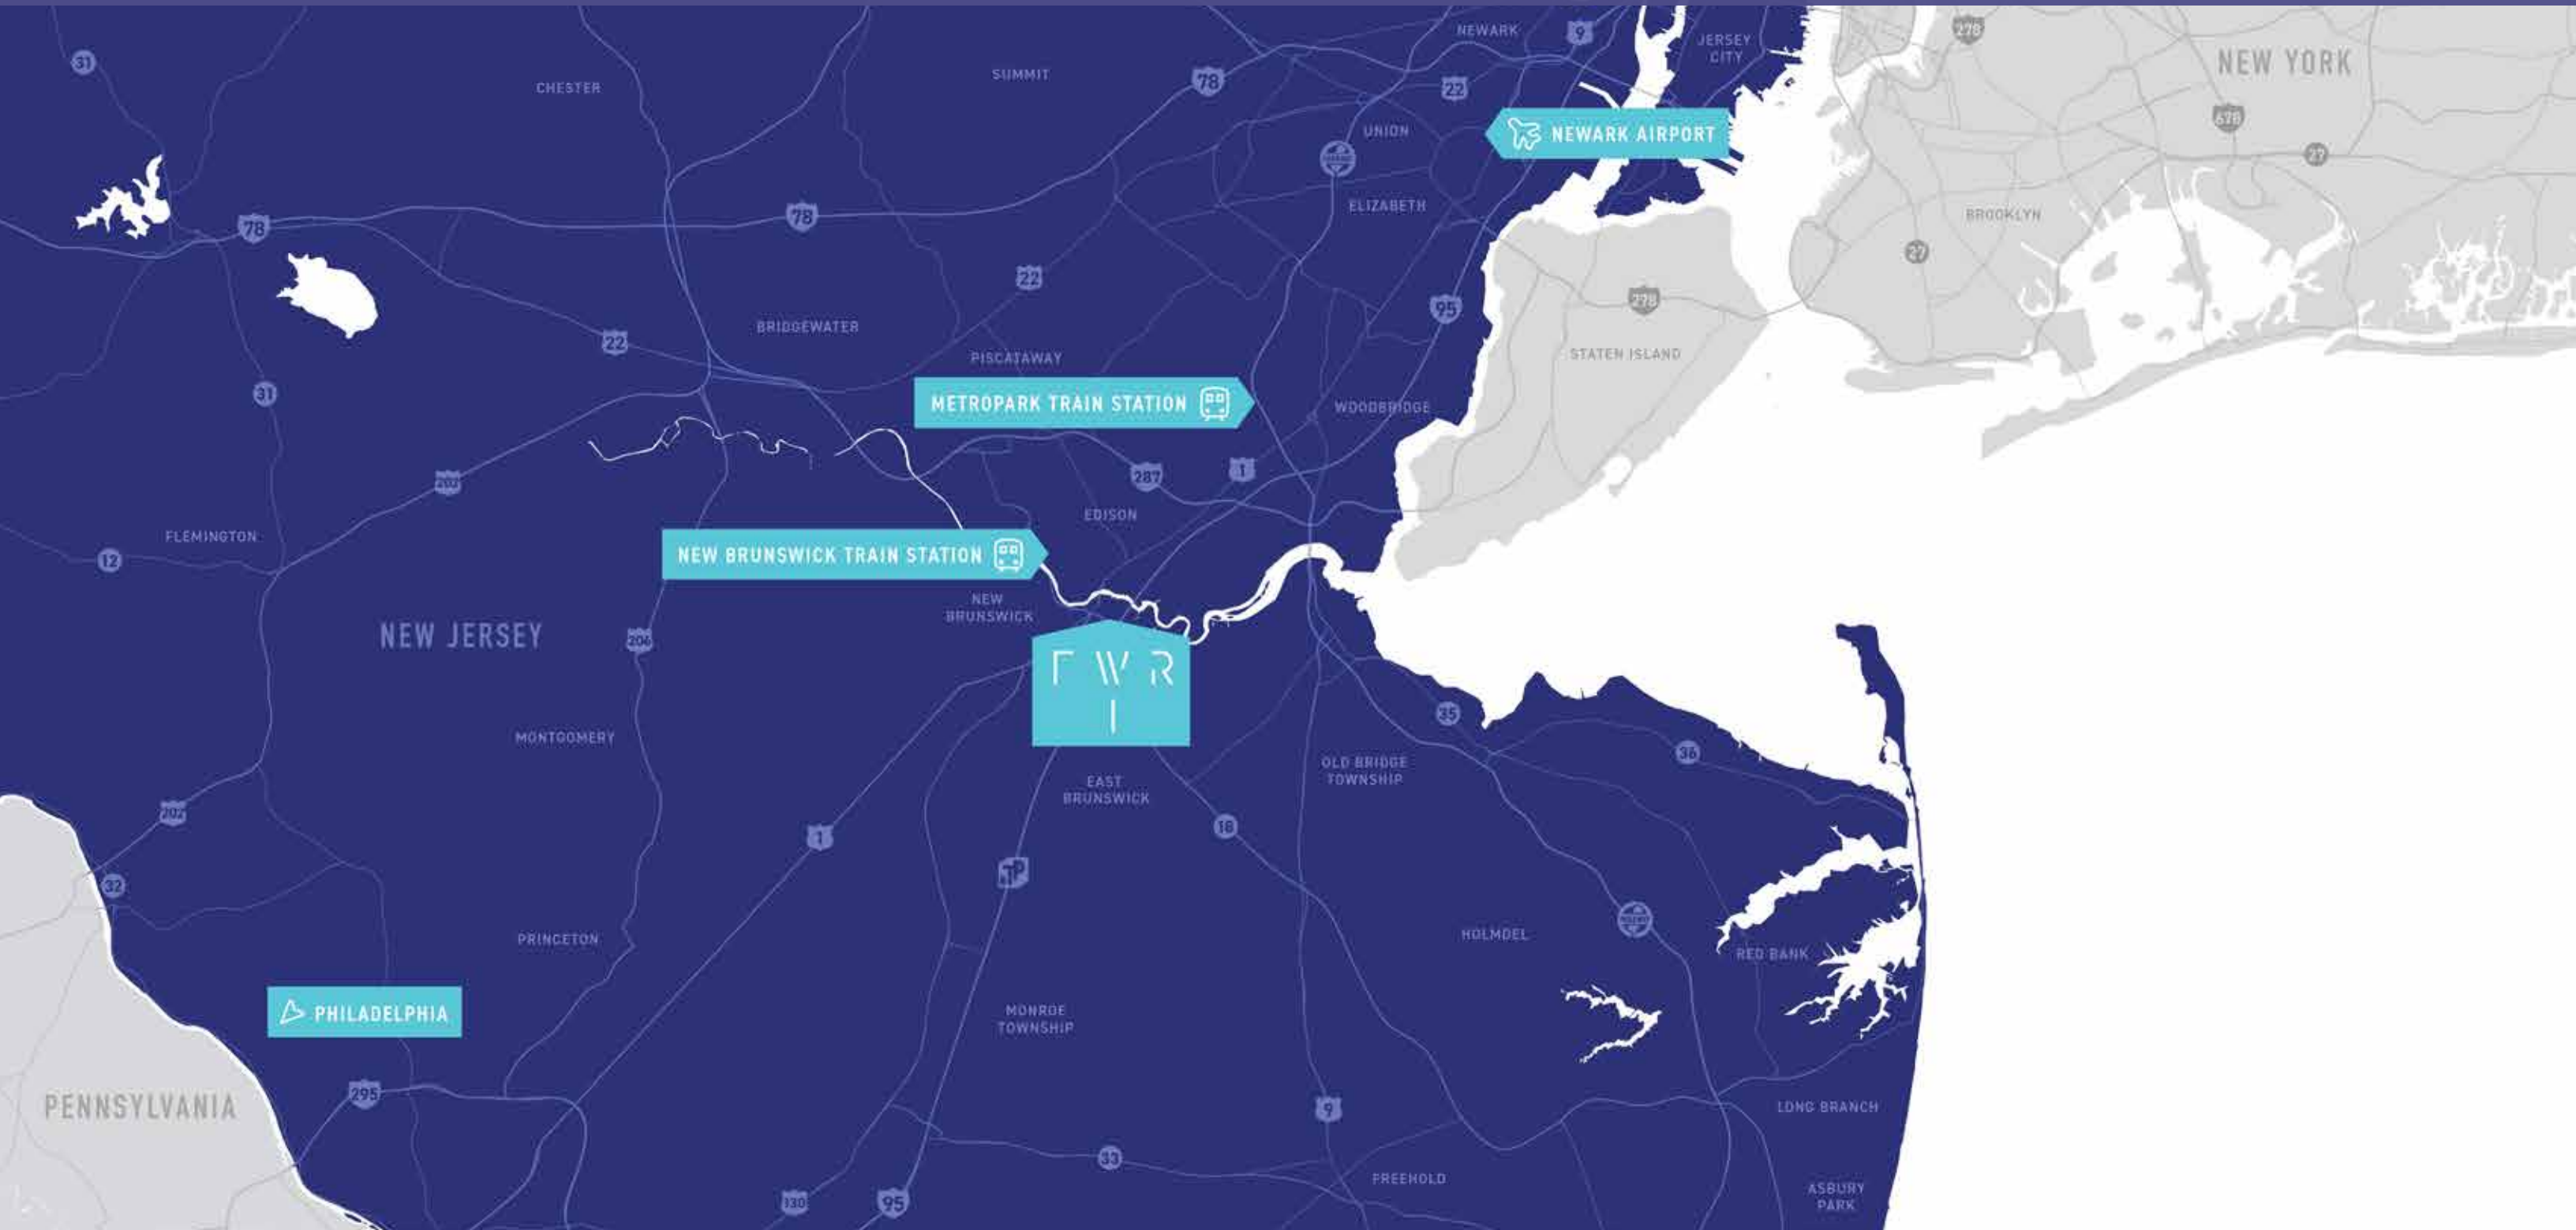 31
CHESTER
SUMMIT
78
NEWARK
9
JERSEY
CITY
278
NEW YORK
22
NEWARK AIRPORT
678
27
UNION
ELIZABETH
BROOKLYN
27
78
78
22
95
278
STATEN ISLAND
22
BRIDGEWATER
PISCATAWAY
31
METROPARK TRAIN STATION
WOODBRIDGE
202
287
1
EDISON
FLEMINGTON
12
NEW BRUNSWICK TRAIN STATION
NEW
BRUNSWICK
NEW JERSEY
206
F W R
I
MONTGOMERY
35
36
OLD BRIDGE
TOWNSHIP
EAST
BRUNSWICK
202
1
18
TP
32
PRINCETON
HOLMDEL
RED BANK
PHILADELPHIA
MONROE
TOWNSHIP
PENNSYLVANIA
295
9
LONG BRANCH
33
FREEHOLD
130
95
ASBURY
PARK